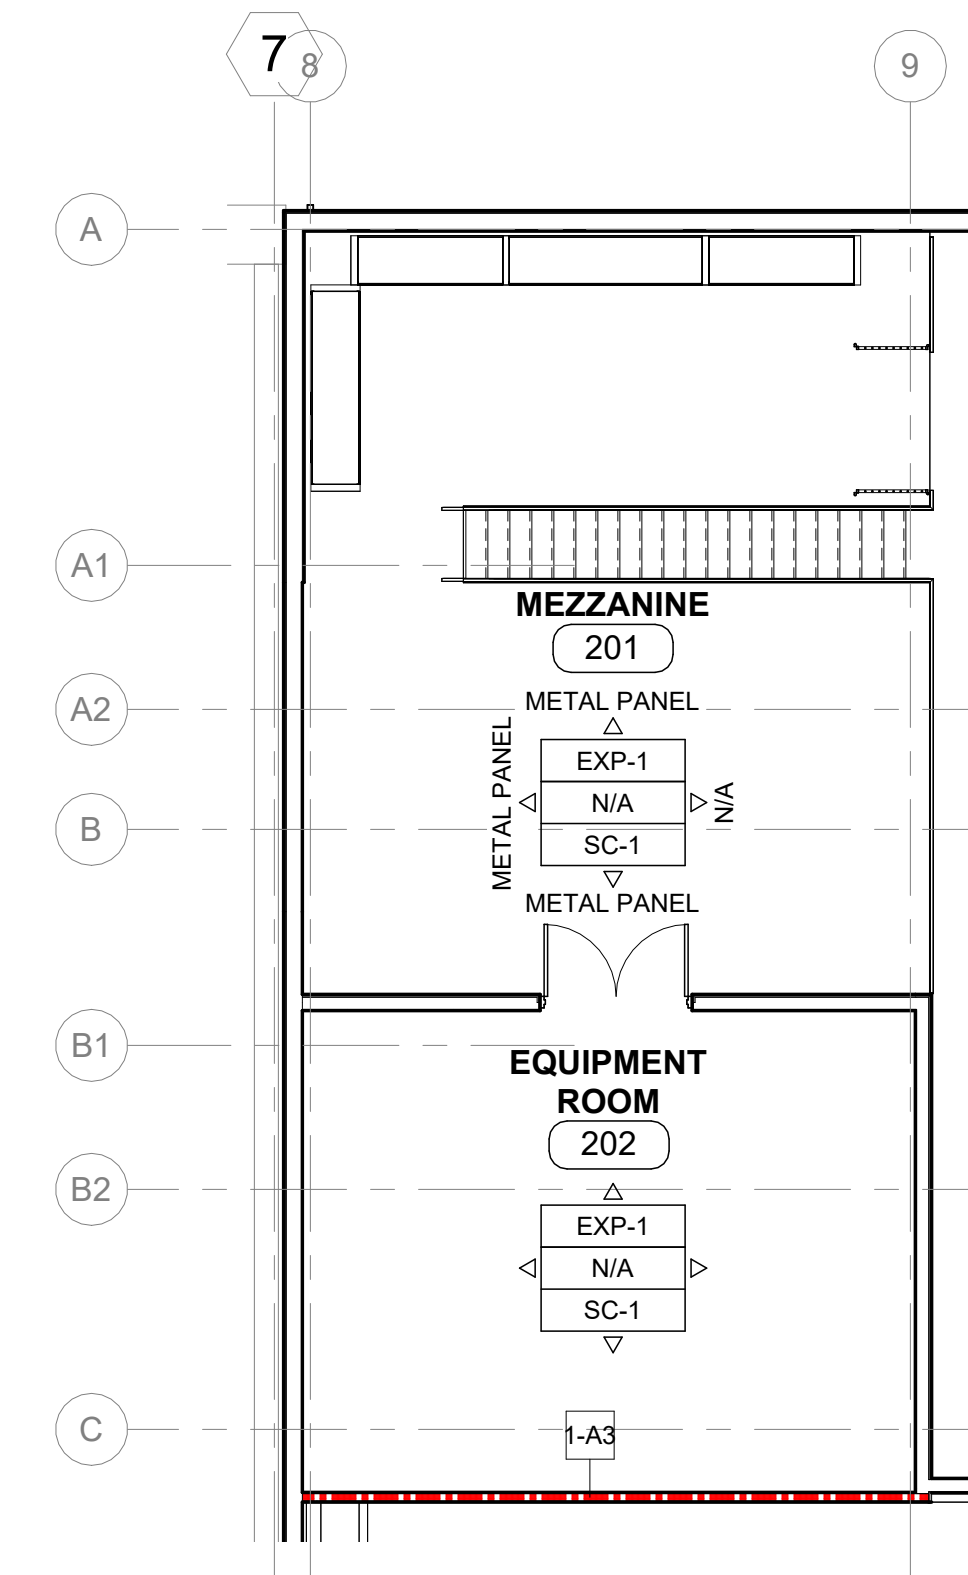 7
8
9
A
A1
MEZZANINE
201
A2
METAL PANEL
METAL PANEL
EXP-1
N/A
N/A
B
SC-1
METAL PANEL
B1
EQUIPMENT
ROOM
202
B2
EXP-1
N/A
SC-1
C
1-A3